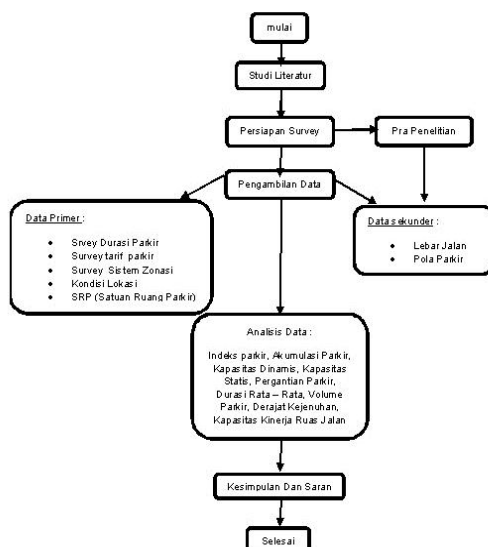 mulai
Studi Literatur
Persiapan Survey
Pra Penelitian
Pengambilan Data
Data Primer :
• Srvey Durasi Parkir
• Survey tarif parkir
• Survey Sistem Zonasi
• Kondisi Lokasi
• SRP (Satuan Ruang Parkir)
Data sekunder :
• Lebar Jalan
• Pola Parkir
Analisis Data :
Indeks parkir, Akumulasi Parkir,
Kapasitas Dinamis, Kapasitas
Statis, Pergantian Parkir,
Durasi Rata – Rata, Volume
Parkir, Derajat Kejenuhan,
Kapasitas Kinerja Ruas Jalan
Kesimpulan Dan Saran
Selesai